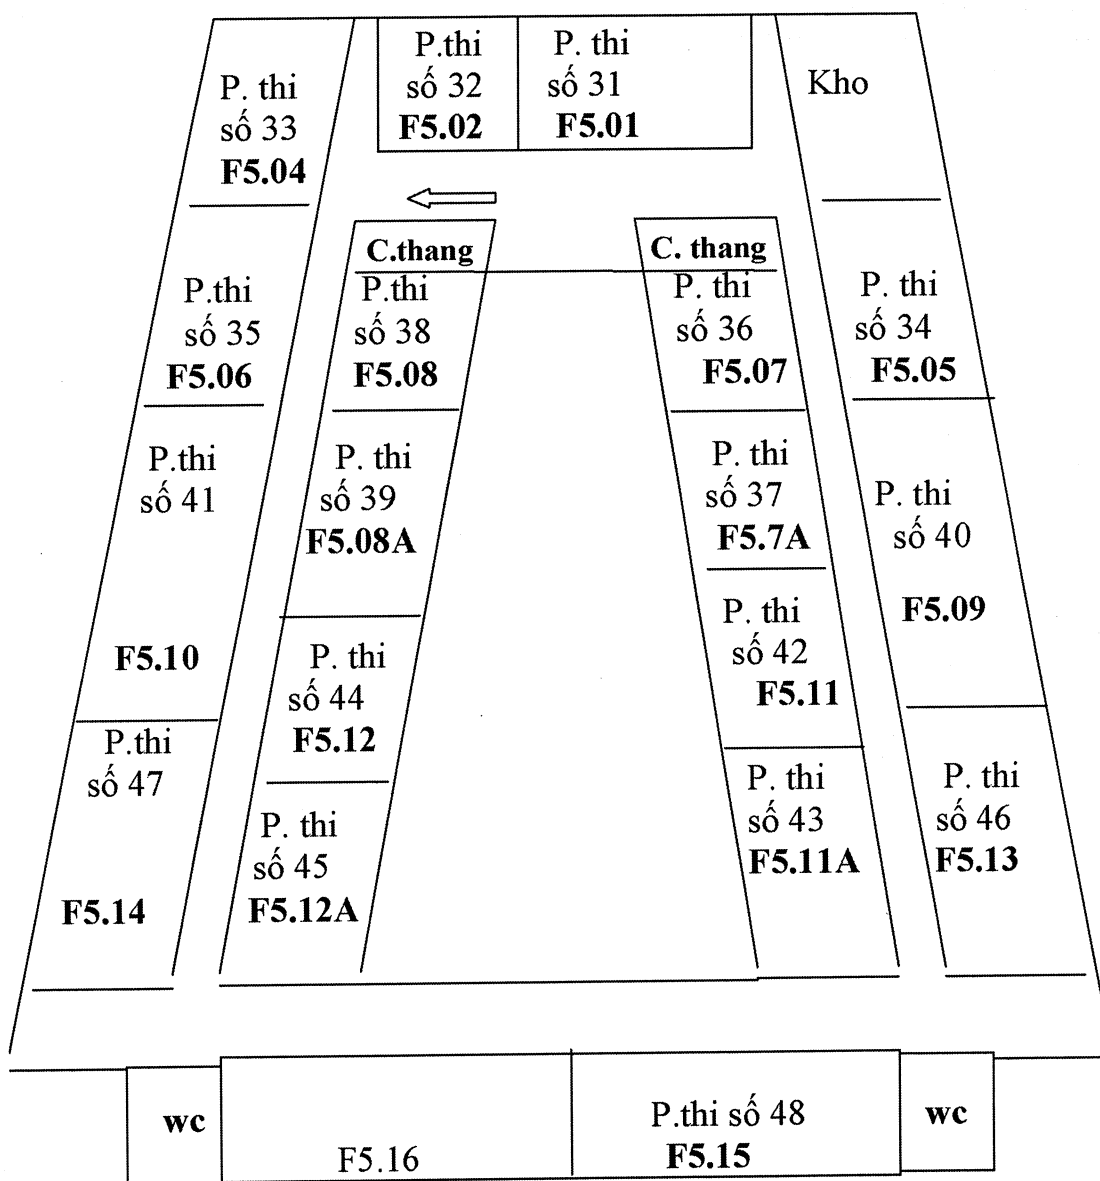 P.thi
số 32
F5.02
P. thi
số 31
F5.01
Kho
P. thi
số 33
F5.04
C.thang
C. thang
P.thi
số 35
F5.06
P.thi
số 38
F5.08
P. thi
số 36
F5.07
P. thi
số 34
F5.05
P.thi
số 41
F5.10
P. thi
số 39
F5.08A
P. thi
số 37
F5.7A
P. thi
số 40
F5.09
P. thi
số 44
F5.12
P. thi
số 42
F5.11
P.thi
số 47
F5.14
P. thi
số 45
F5.12A
P. thi
số 43
F5.11A
P. thi
số 46
F5.13
wc
F5.16
P.thi số 48
F5.15
wc